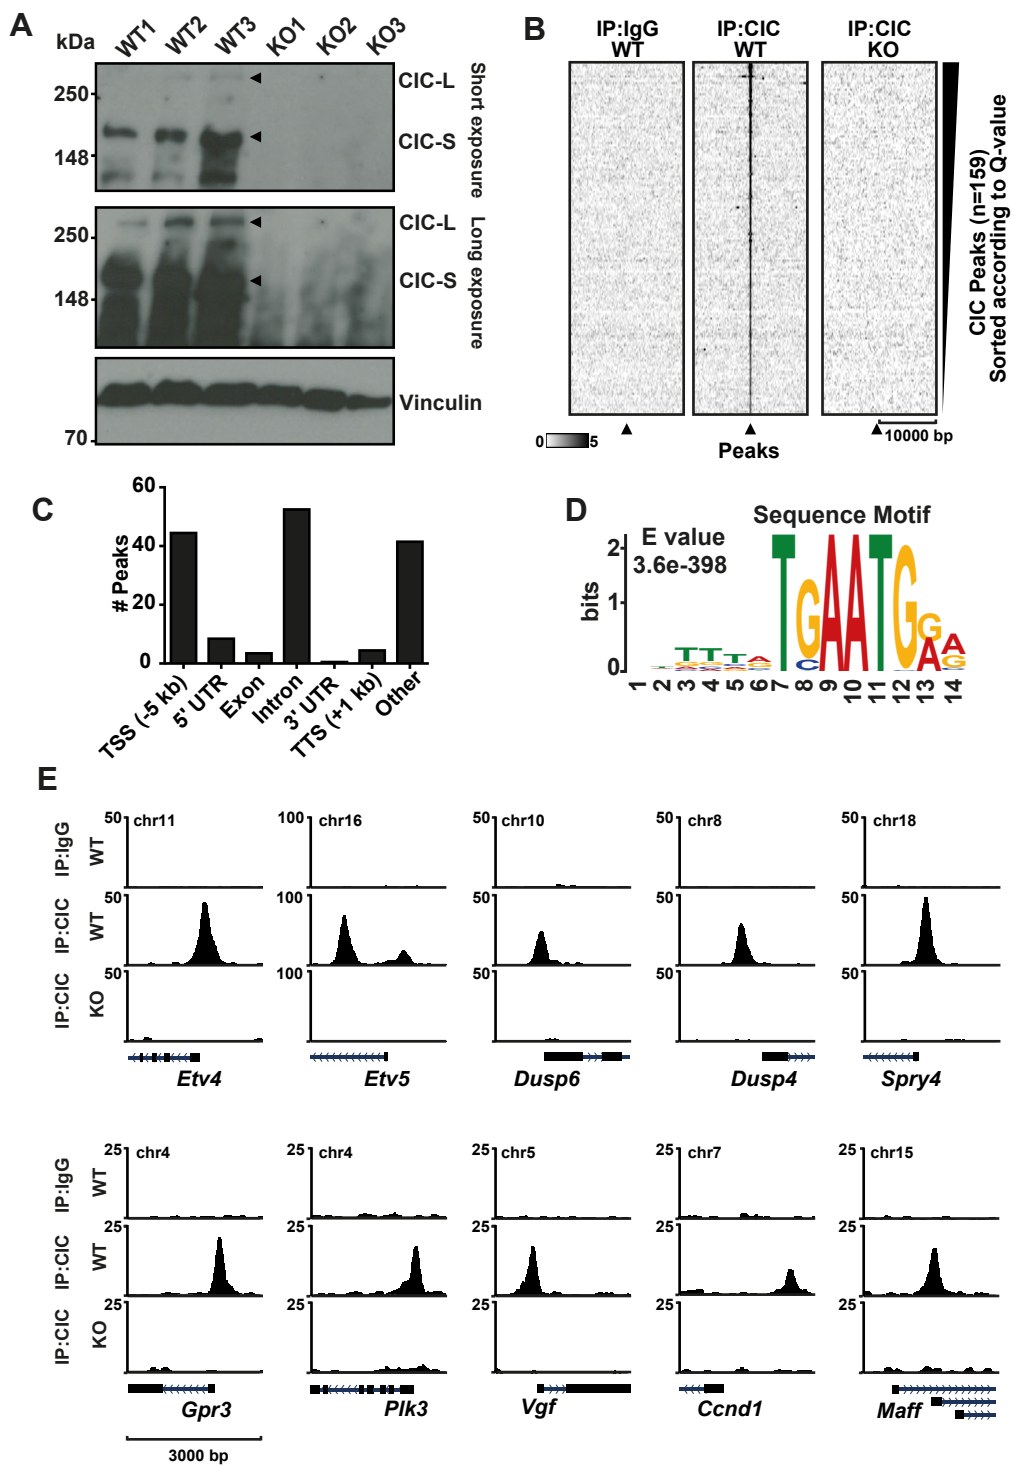 A
kDa
WT1 WT2 WT3 KO1 KO2 KO3
250
148
CIC-L
CIC-S
Short exposure
250
148
CIC-L
CIC-S
Long exposure
Vinculin
70
B
IP:IgG WT
IP:CIC WT
IP:CIC KO
CIC Peaks (n=159)
Sorted according to Q-value
0 5
Peaks
10000 bp
C
# Peaks
60
40
20
0
TSS (-5 kb)
5' UTR
Exon
Intron
3' UTR
TTS (+1 kb)
Other
D
Sequence Motif
E value
3.6e-398
bits
2
1
0
TTTA TGAATGGA
CG
A
G
1 2 3 4 5 6 7 8 9 10 11 12 13 14
E
IP:IgG WT
50 chr11
100 chr16
50 chr10
50 chr8
50 chr18
IP:CIC WT
50 100 50 50 50
IP:CIC KO
50 100 50 50 50
Etv4 Etv5 Dusp6 Dusp4 Spry4
IP:IgG WT
25 chr4
25 chr4
25 chr5
25 chr7
25 chr15
IP:CIC WT
25 25 25 25 25
IP:CIC KO
25 25 25 25 25
Gpr3 Plk3 Vgf Ccnd1 Maff
3000 bp